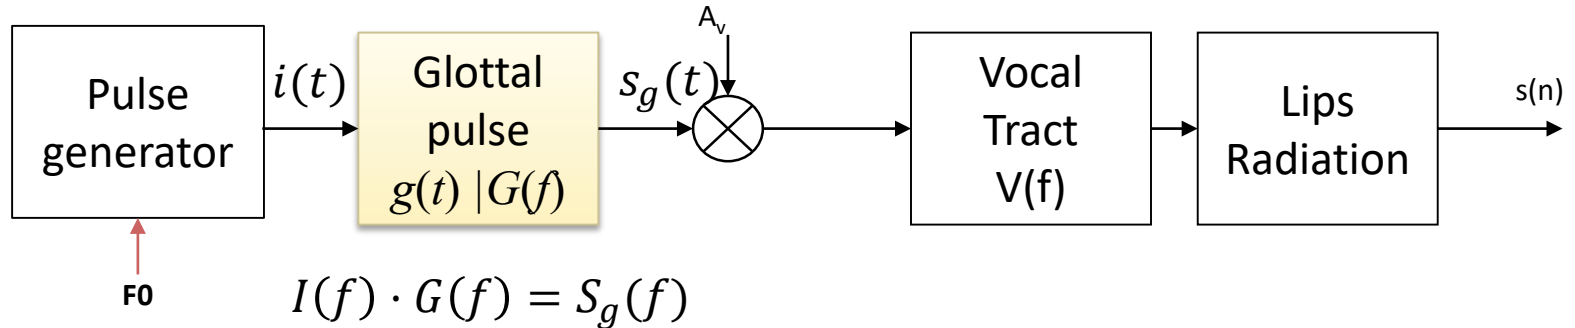 Pulse
generator
F0
i(t)
Glottal
pulse
g(t) |G(f)
s_g(t)
A_v
Vocal
Tract
V(f)
Lips
Radiation
s(n)
I(f) · G(f) = S_g(f)